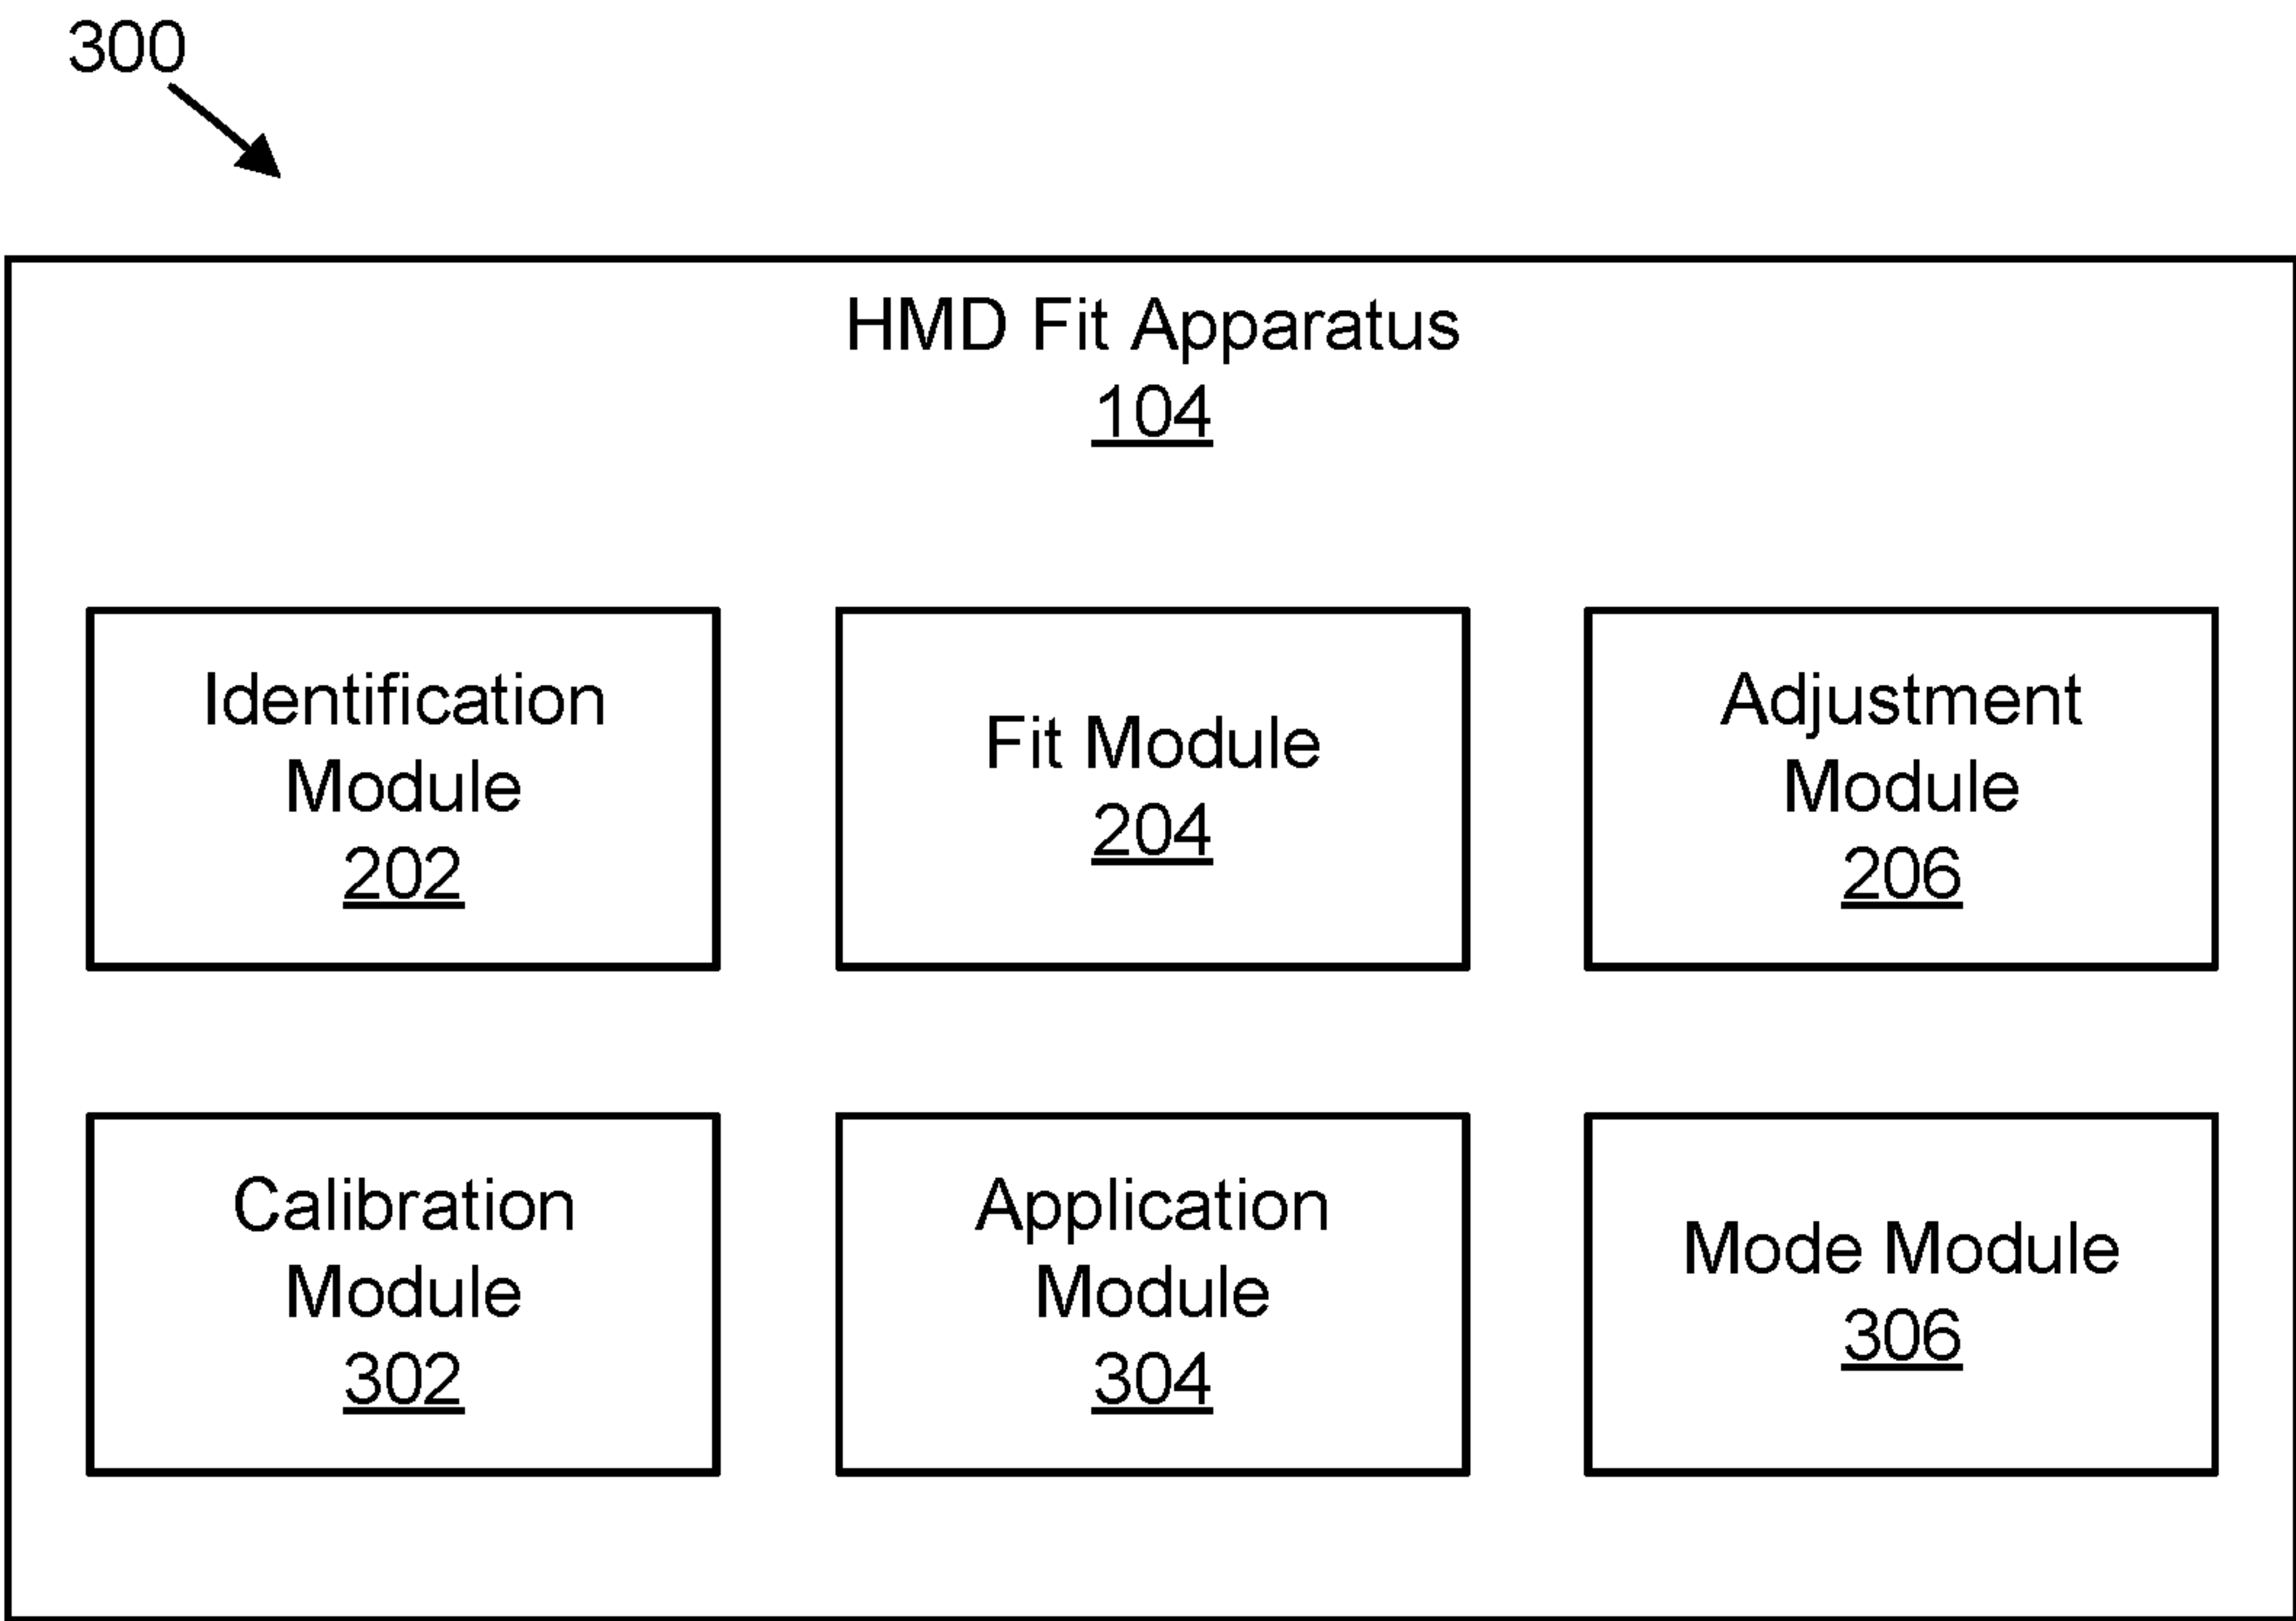 300
HMD Fit Apparatus
104
Identification
Module
202
Fit Module
204
Adjustment
Module
206
Calibration
Module
302
Application
Module
304
Mode Module
306